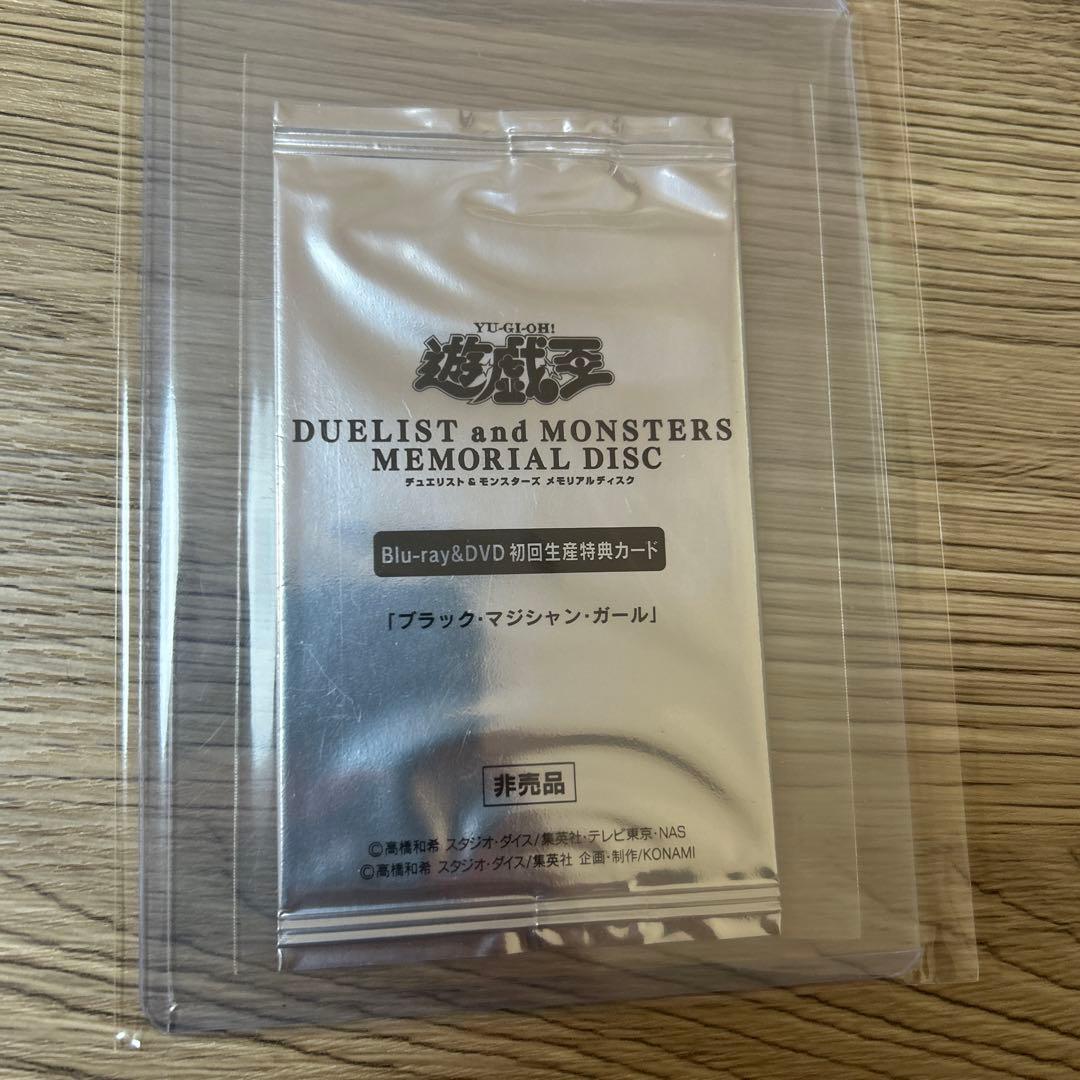 YU-GI-OH!
遊戯王
DUELIST and MONSTERS
MEMORIAL DISC
デュエリスト&モンスターズ メモリアルディスク
Blu-ray&DVD 初回生産特典カード
「ブラック・マジシャン・ガール」
非売品
©高橋和希 スタジオ・ダイス/集英社・テレビ東京・NAS
©高橋和希 スタジオ・ダイス/集英社 企画・制作/KONAMI